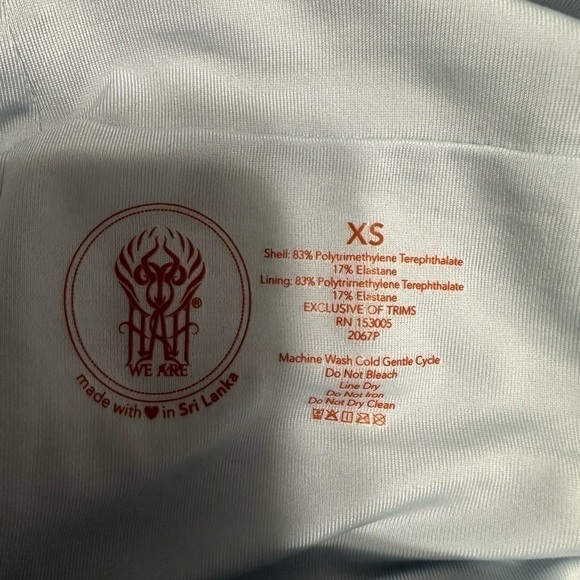 HAH
®
WE ARE
made with ❤ in Sri Lanka
XS
Shell: 83% Polytrimethylene Terephthalate
17% Elastane
Lining: 83% Polytrimethylene Terephthalate
17% Elastane
EXCLUSIVE OF TRIMS
RN 153005
2067P
Machine Wash Cold Gentle Cycle
Do Not Bleach
Line Dry
Do Not Iron
Do Not Dry Clean